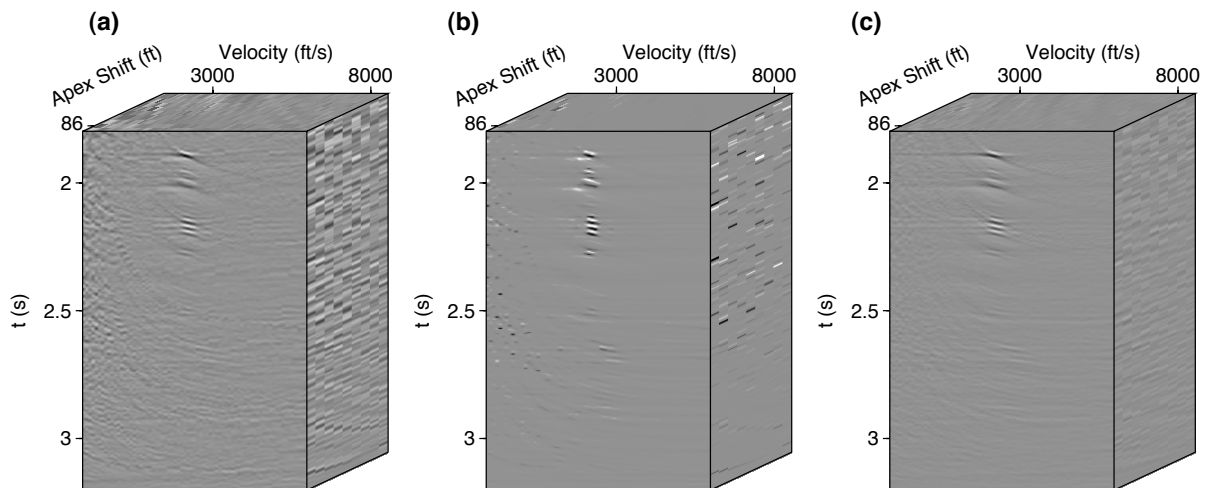 (a)
Velocity (ft/s)
Apex Shift (ft)
3000
8000
86
2
2.5
3
t (s)
(b)
Velocity (ft/s)
Apex Shift (ft)
3000
8000
86
2
2.5
3
t (s)
(c)
Velocity (ft/s)
Apex Shift (ft)
3000
8000
86
2
2.5
3
t (s)